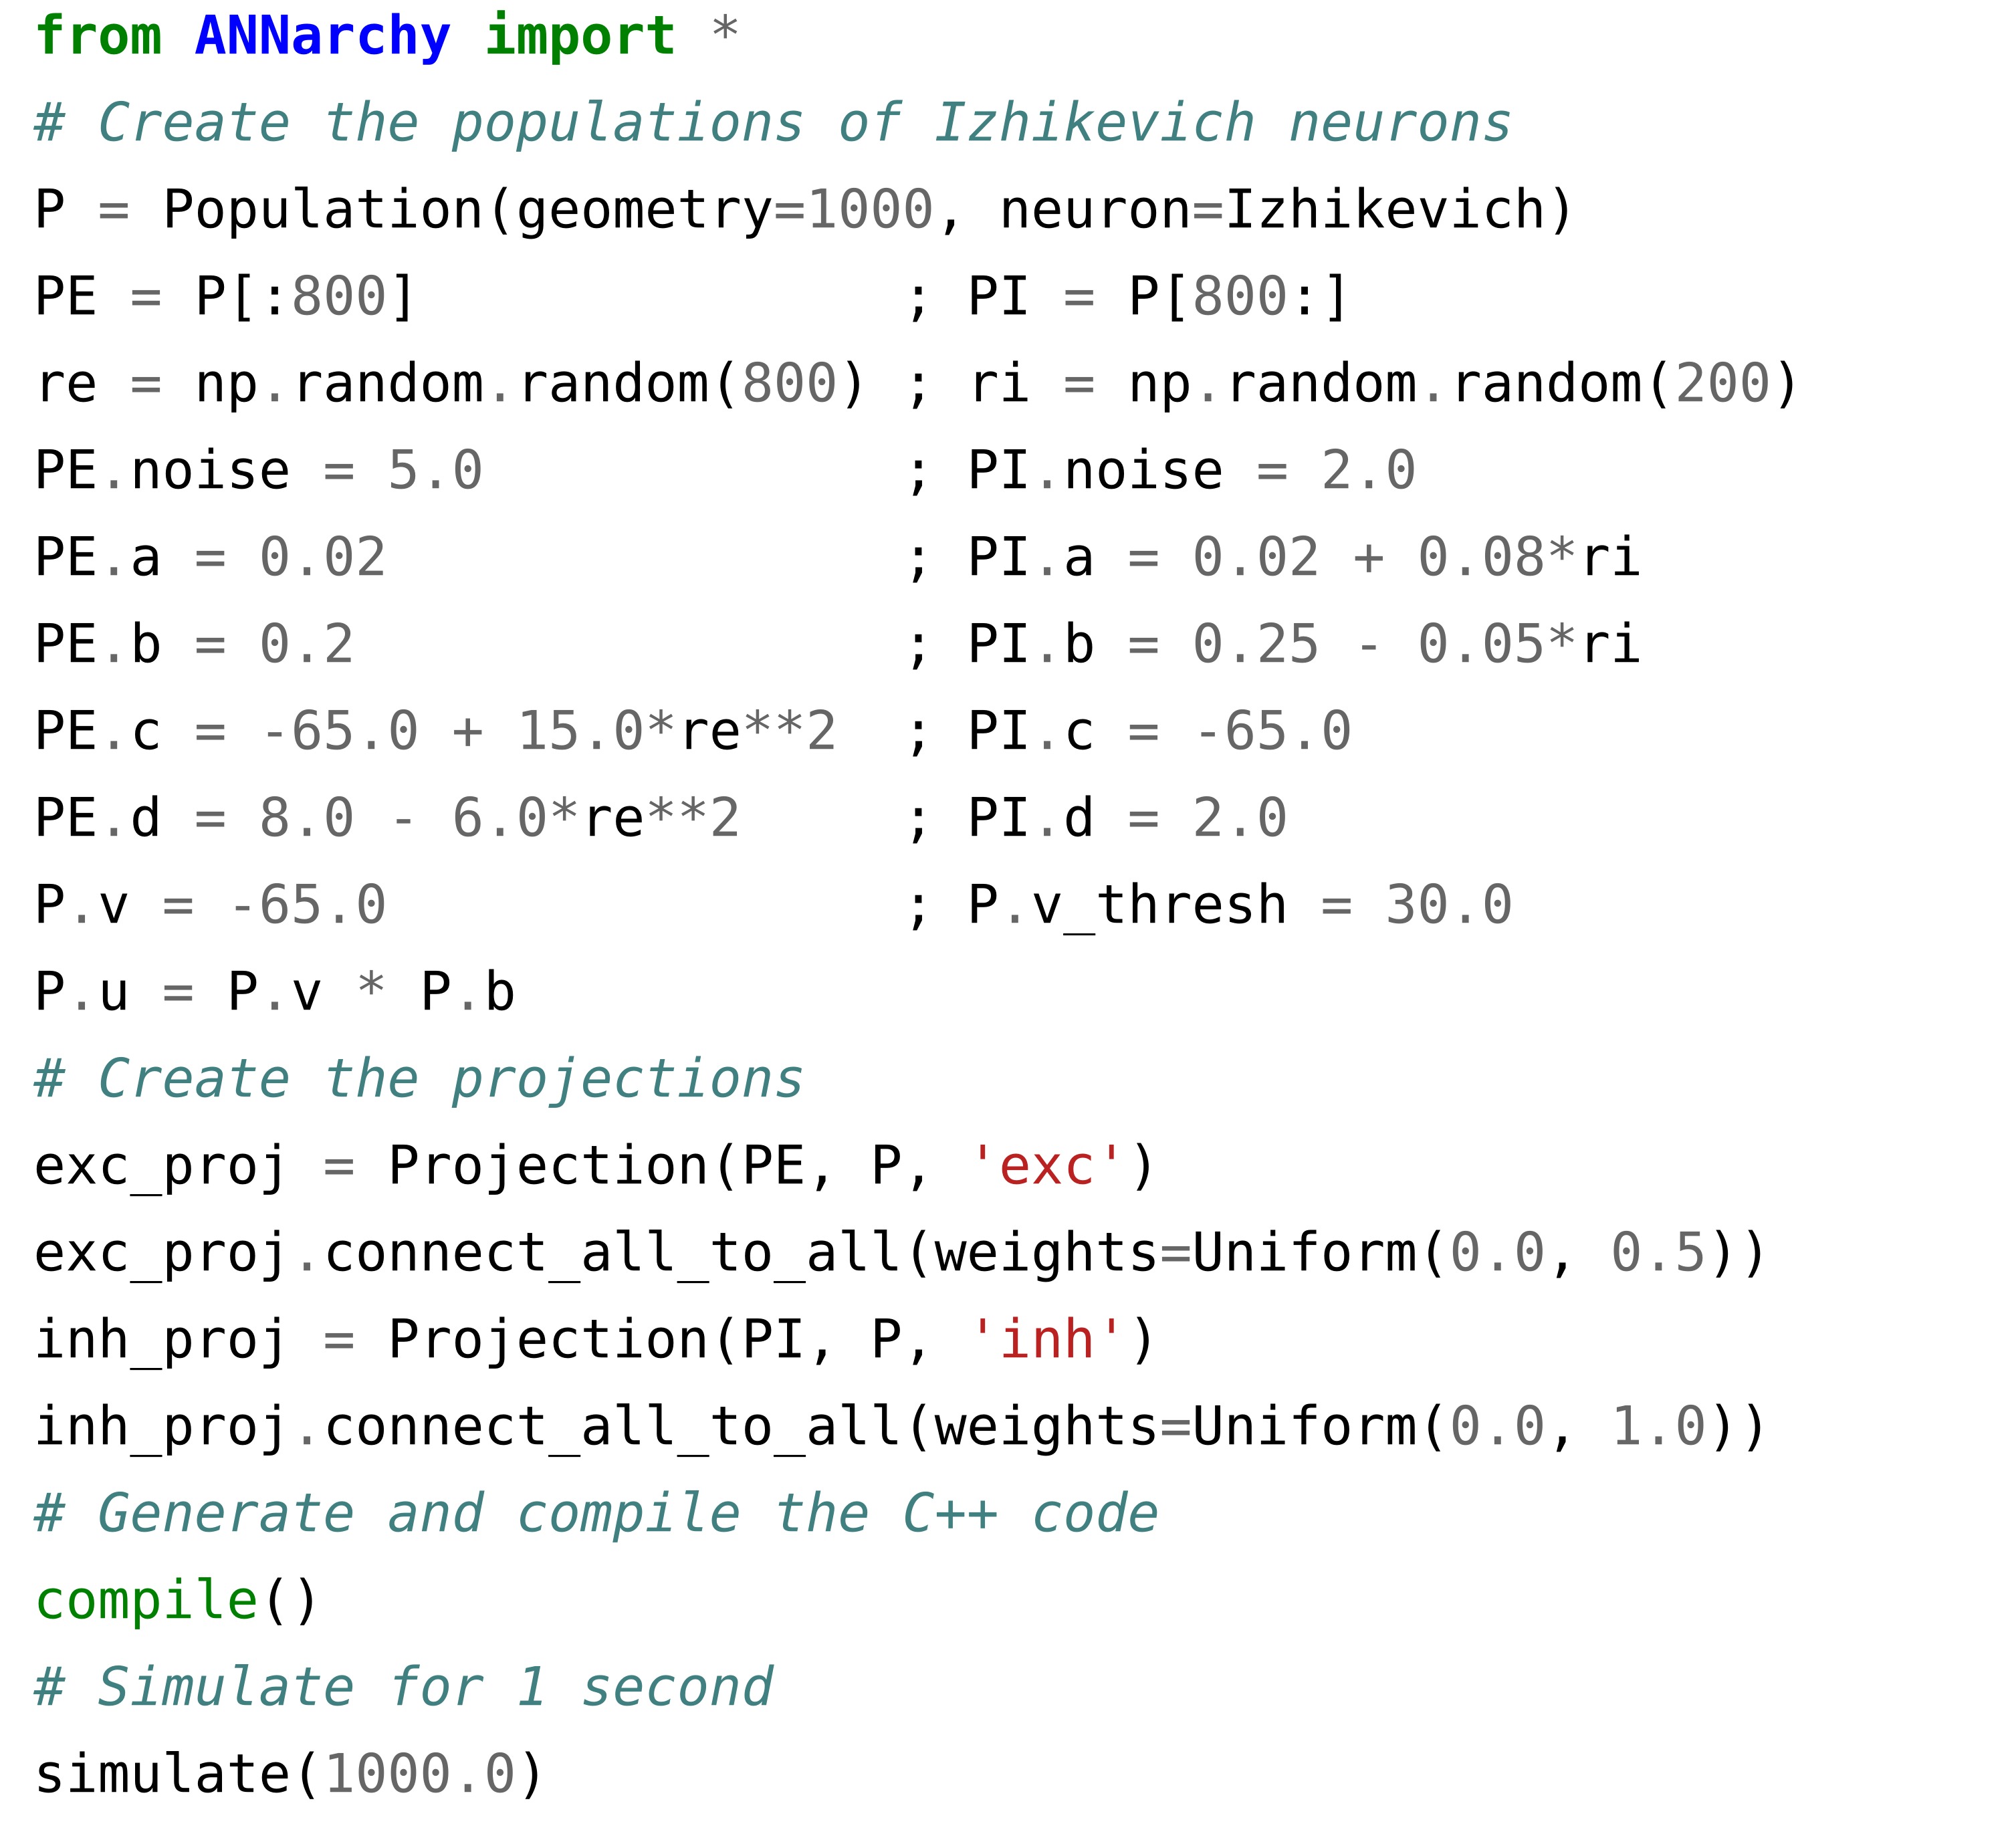 from ANNarchy import *
# Create the populations of Izhikevich neurons
P = Population(geometry=1000, neuron=Izhikevich)
PE = P[:800]               ; PI = P[800:]
re = np.random.random(800) ; ri = np.random.random(200)
PE.noise = 5.0             ; PI.noise = 2.0
PE.a = 0.02                ; PI.a = 0.02 + 0.08*ri
PE.b = 0.2                 ; PI.b = 0.25 - 0.05*ri
PE.c = -65.0 + 15.0*re**2  ; PI.c = -65.0
PE.d = 8.0 - 6.0*re**2     ; PI.d = 2.0
P.v = -65.0                ; P.v_thresh = 30.0
P.u = P.v * P.b
# Create the projections
exc_proj = Projection(PE, P, 'exc')
exc_proj.connect_all_to_all(weights=Uniform(0.0, 0.5))
inh_proj = Projection(PI, P, 'inh')
inh_proj.connect_all_to_all(weights=Uniform(0.0, 1.0))
# Generate and compile the C++ code
compile()
# Simulate for 1 second
simulate(1000.0)